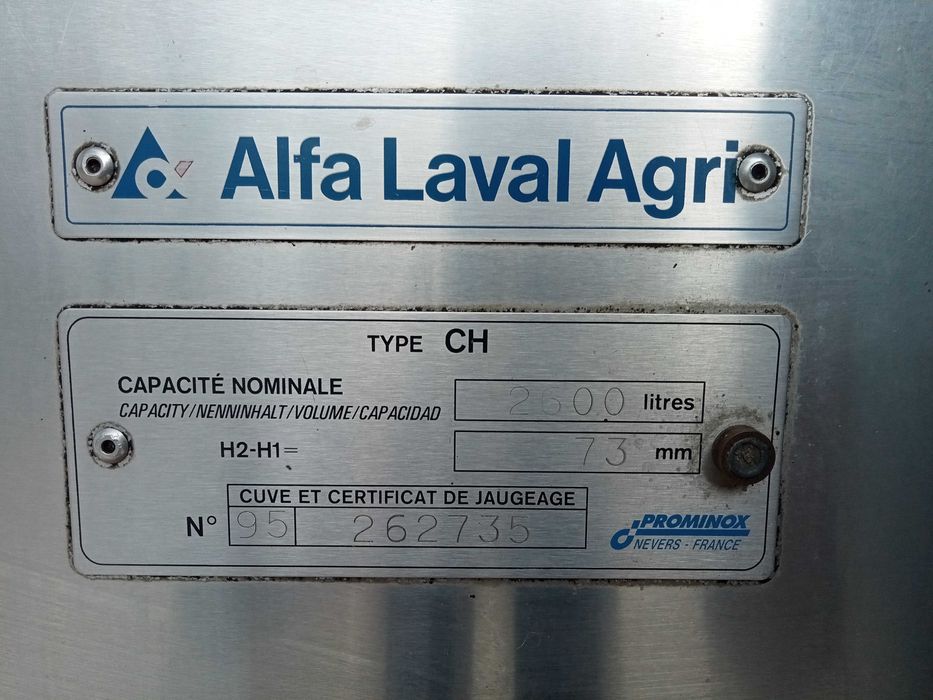 Alfa Laval Agri
TYPE CH
CAPACITÉ NOMINALE
CAPACITY/NENNINHALT/VOLUME/CAPACIDAD
litres
H2-H1=
73 mm
CUVE ET CERTIFICAT DE JAUGEAGE
N° 95 262735
PROMINOX
NEVERS - FRANCE